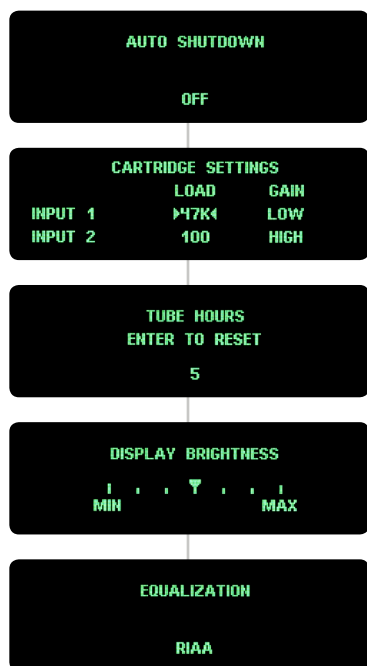 AUTO SHUTDOWN
OFF
CARTRIDGE SETTINGS
LOAD GAIN
INPUT 1 47K LOW
INPUT 2 100 HIGH
TUBE HOURS
ENTER TO RESET
5
DISPLAY BRIGHTNESS
MIN MAX
EQUALIZATION
RIAA